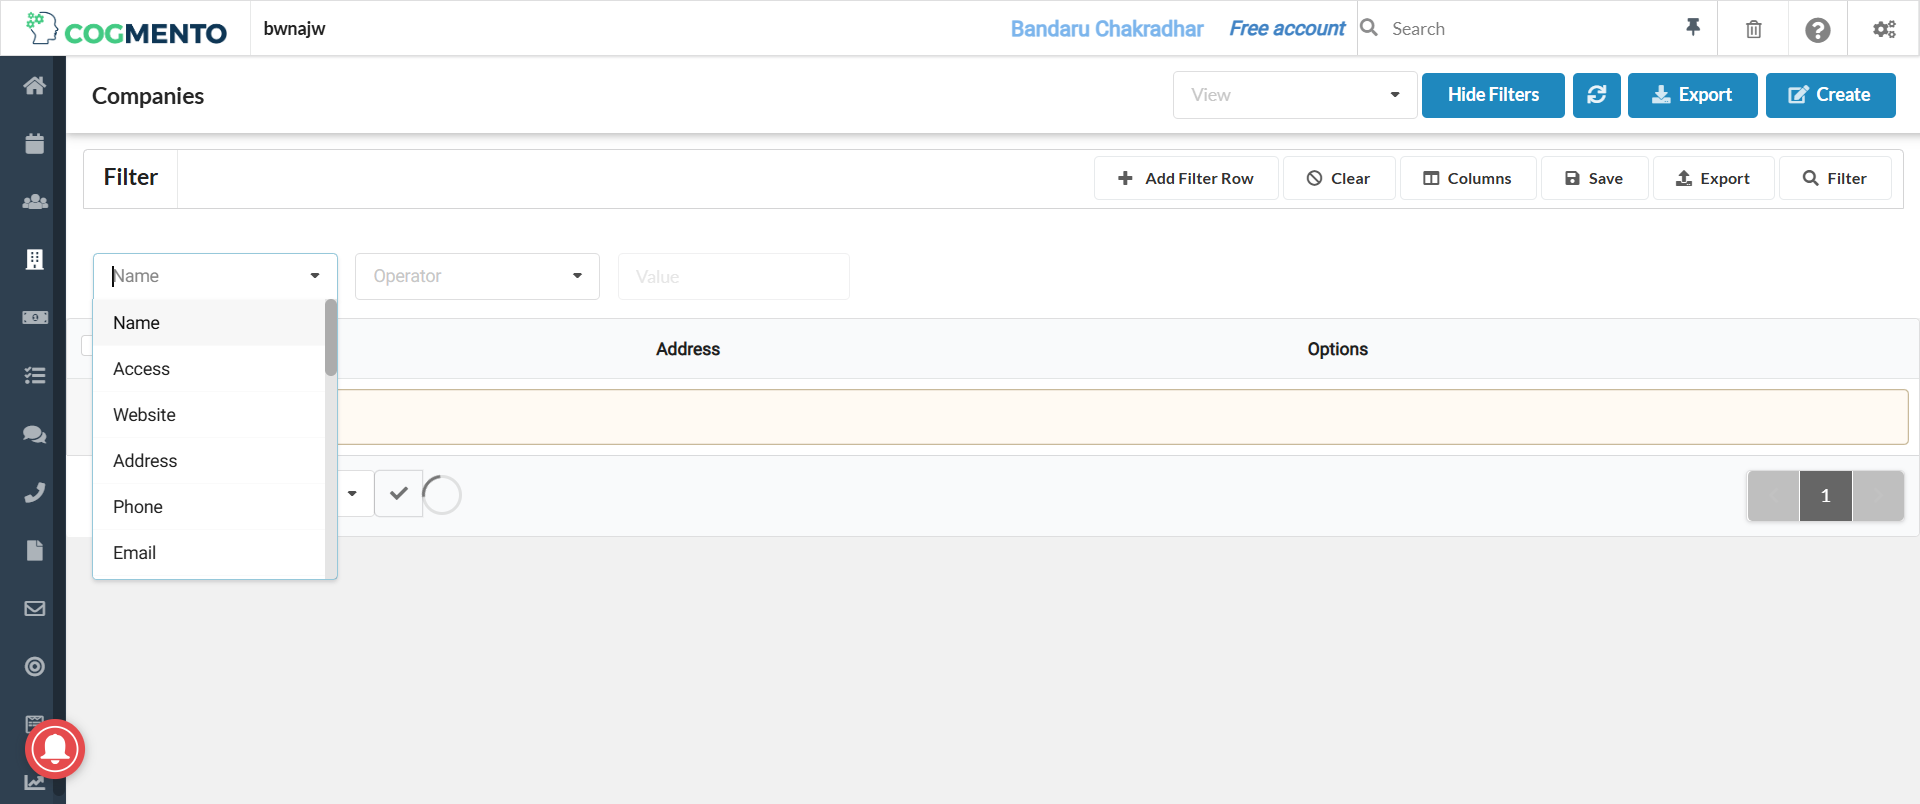 COGMENTO
bwnajw
Bandaru Chakradhar
Free account
Search
Companies
View
Hide Filters
Export
Create
Filter
Add Filter Row
Clear
Columns
Save
Export
Filter
Name
Operator
Value
Name
Access
Website
Address
Phone
Email
Address
Options
1